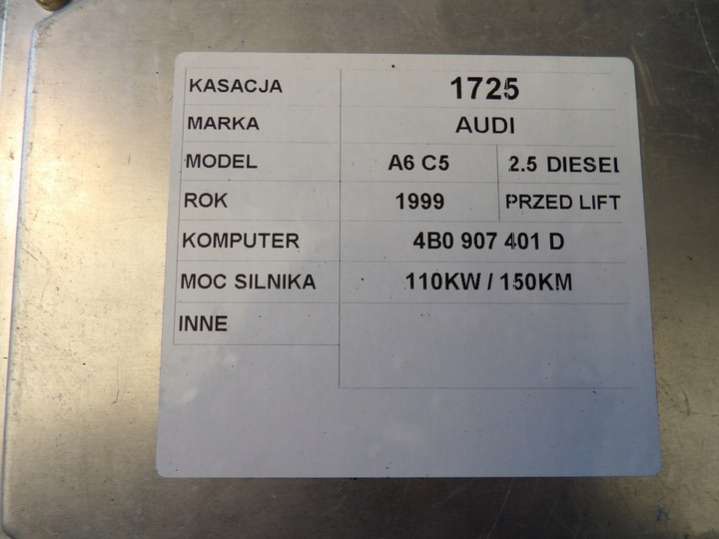 KASACJA 1725
MARKA AUDI
MODEL A6 C5 2.5 DIESEL
ROK 1999 PRZED LIFT
KOMPUTER 4B0 907 401 D
MOC SILNIKA 110KW / 150KM
INNE